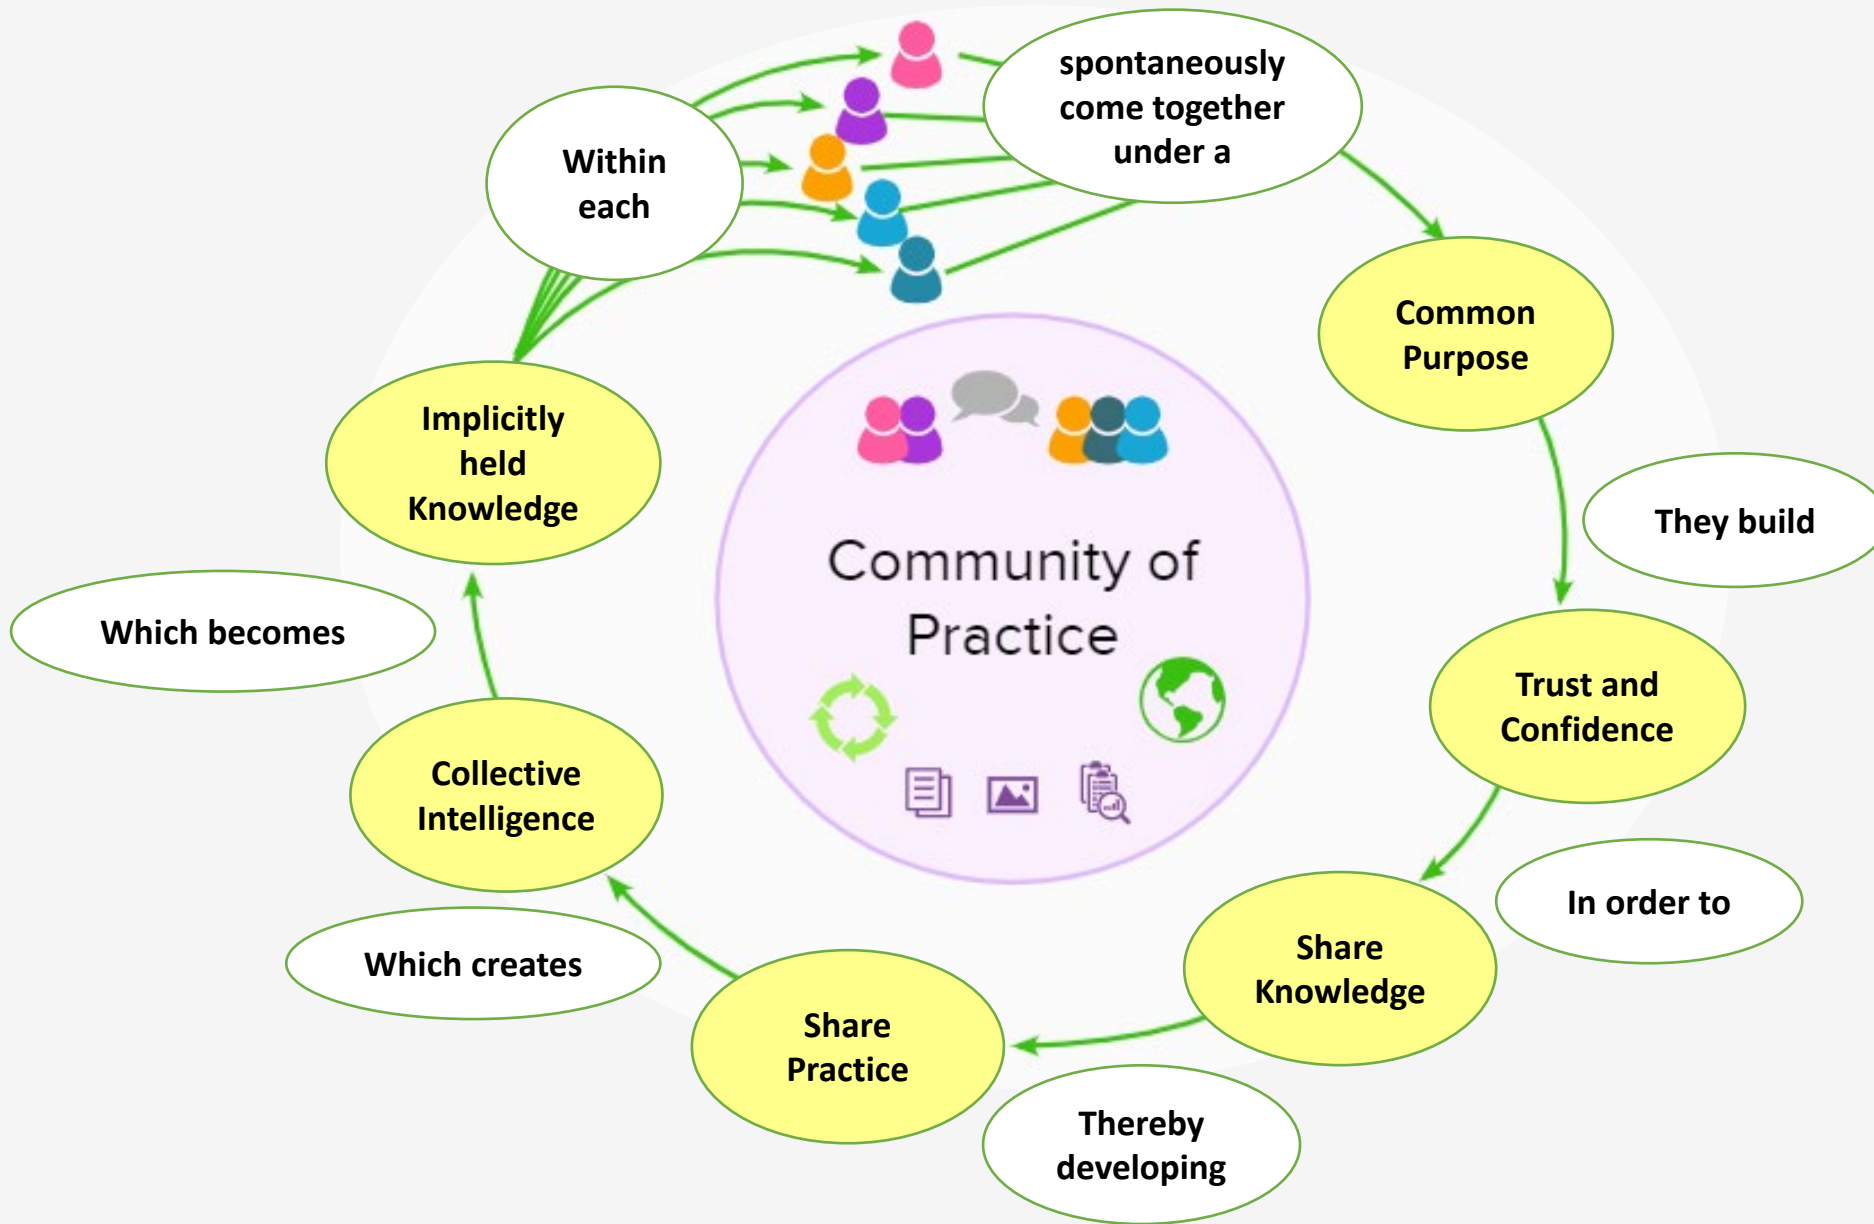 Within
each
spontaneously
come together
under a
Common
Purpose
They build
Trust and
Confidence
In order to
Share
Knowledge
Thereby
developing
Share
Practice
Which creates
Collective
Intelligence
Which becomes
Implicitly
held
Knowledge
Community of
Practice